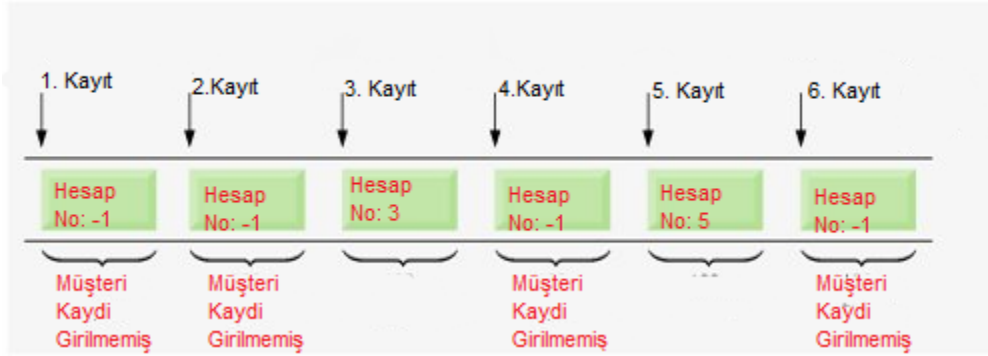 1. Kayıt
2.Kayıt
3. Kayıt
4.Kayıt
5. Kayıt
6. Kayıt
Hesap
No: -1
Hesap
No: -1
Hesap
No: 3
Hesap
No: -1
Hesap
No: 5
Hesap
No: -1
Müşteri
Kaydi
Girilmemiş
Müşteri
Kaydi
Girilmemiş
Müşteri
Kaydi
Girilmemiş
Müşteri
Kaydi
Girilmemiş